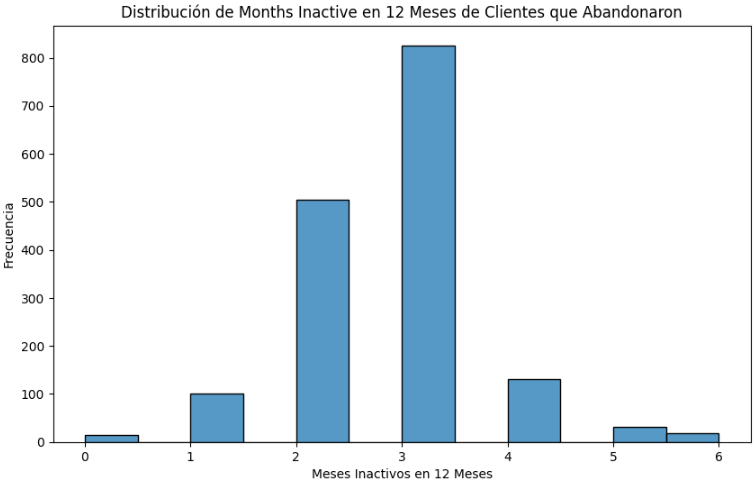 Distribución de Months Inactive en 12 Meses de Clientes que Abandonaron
800
700
600
500
400
300
200
100
0
Frecuencia
0 1 2 3 4 5 6
Meses Inactivos en 12 Meses